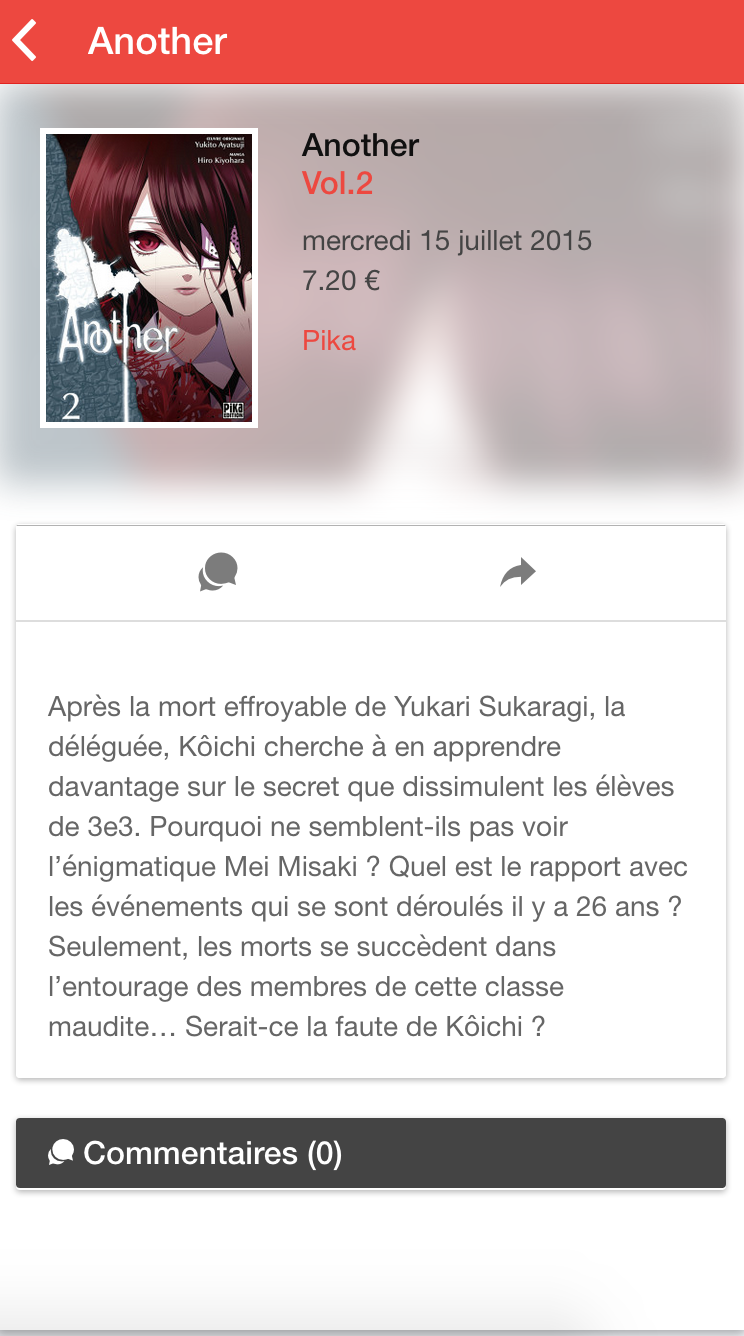 Another
ŒUVRE ORIGINALE
Yukito Ayatsuji
MANGA
Hiro Kiyohara
Another
2
Pika
ÉDITION
Another
Vol.2
mercredi 15 juillet 2015
7.20 €
Pika
Après la mort effroyable de Yukari Sukaragi, la
déléguée, Kôichi cherche à en apprendre
davantage sur le secret que dissimulent les élèves
de 3e3. Pourquoi ne semblent-ils pas voir
l’énigmatique Mei Misaki ? Quel est le rapport avec
les événements qui se sont déroulés il y a 26 ans ?
Seulement, les morts se succèdent dans
l’entourage des membres de cette classe
maudite… Serait-ce la faute de Kôichi ?
Commentaires (0)